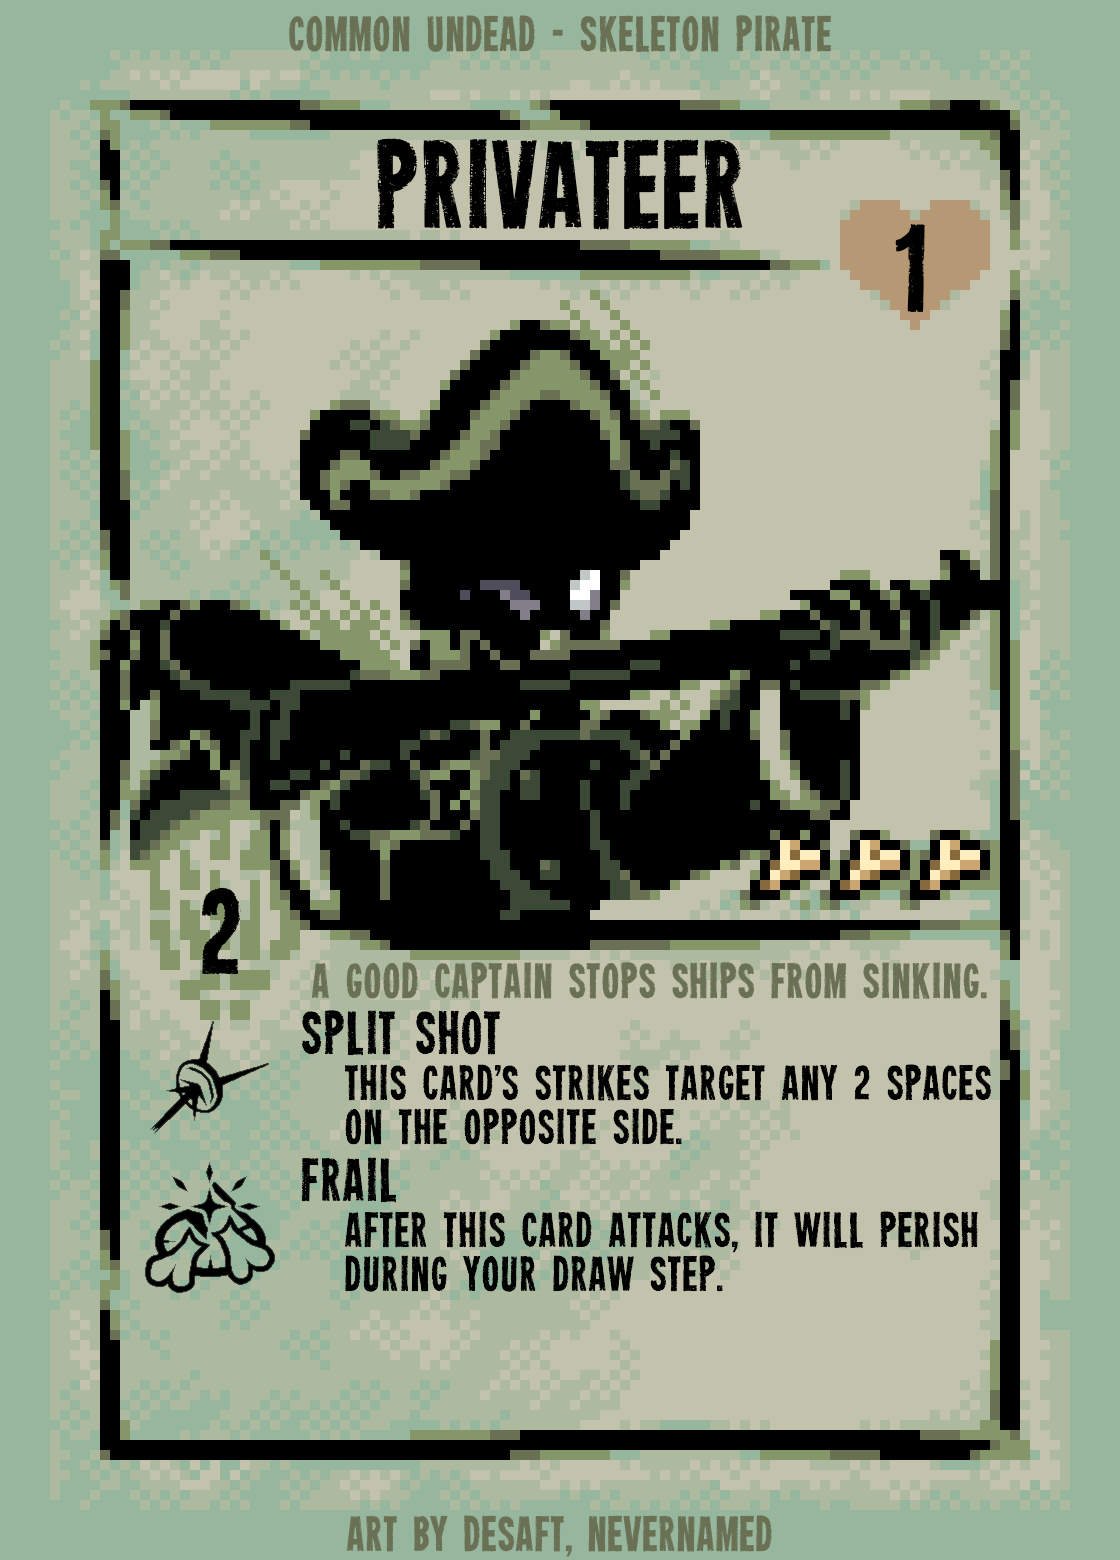 COMMON UNDEAD - SKELETON PIRATE
PRIVATEER
1
2
A GOOD CAPTAIN STOPS SHIPS FROM SINKING.
SPLIT SHOT
THIS CARD'S STRIKES TARGET ANY 2 SPACES
ON THE OPPOSITE SIDE.
FRAIL
AFTER THIS CARD ATTACKS, IT WILL PERISH
DURING YOUR DRAW STEP.
ART BY DESAFT, NEVERNAMED